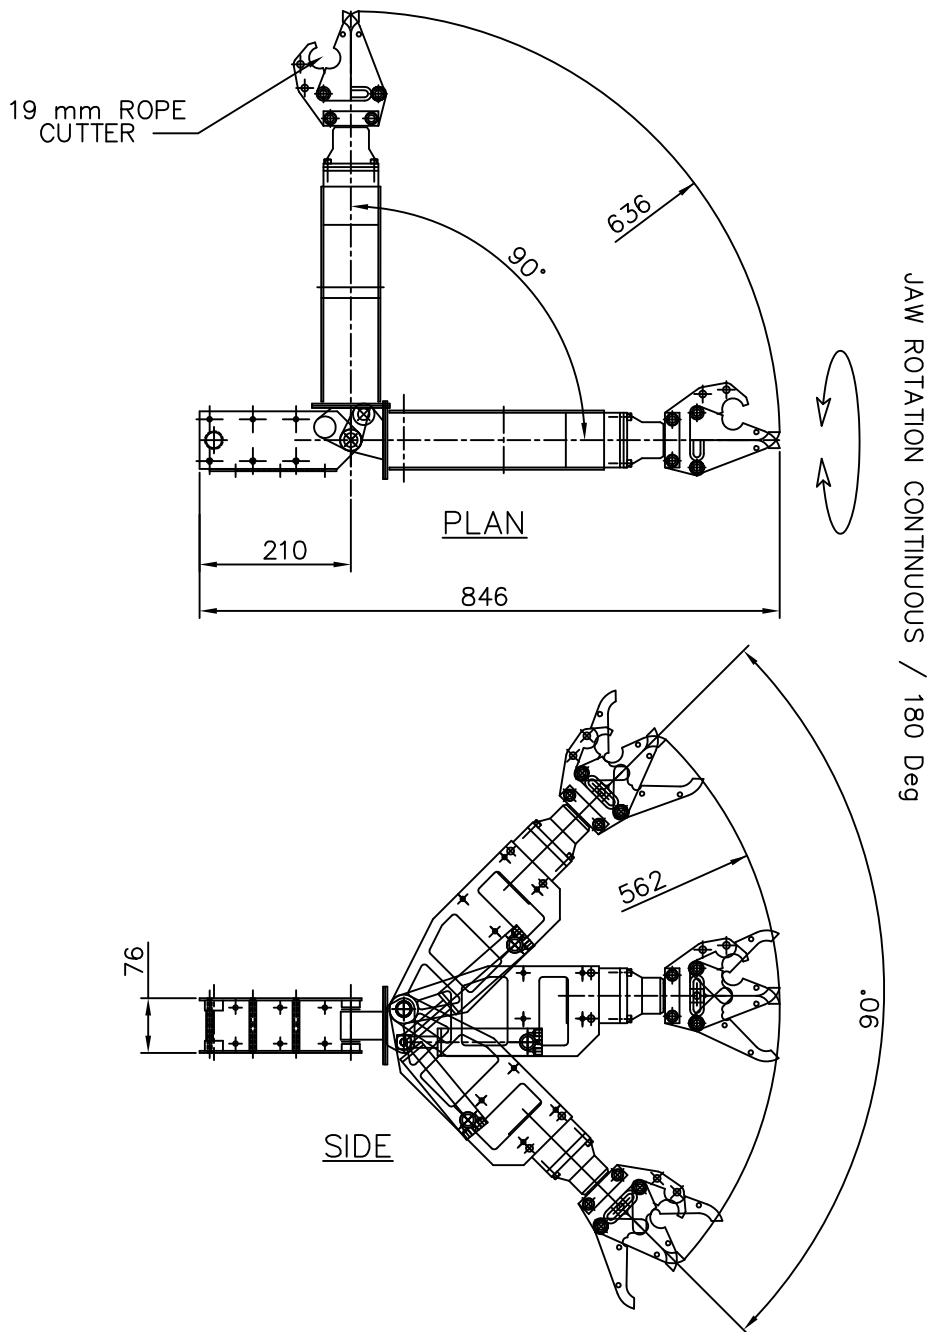 19 mm ROPE
CUTTER
636
90°
JAW ROTATION CONTINUOUS / 180 Deg
PLAN
210
846
562
76
90°
SIDE